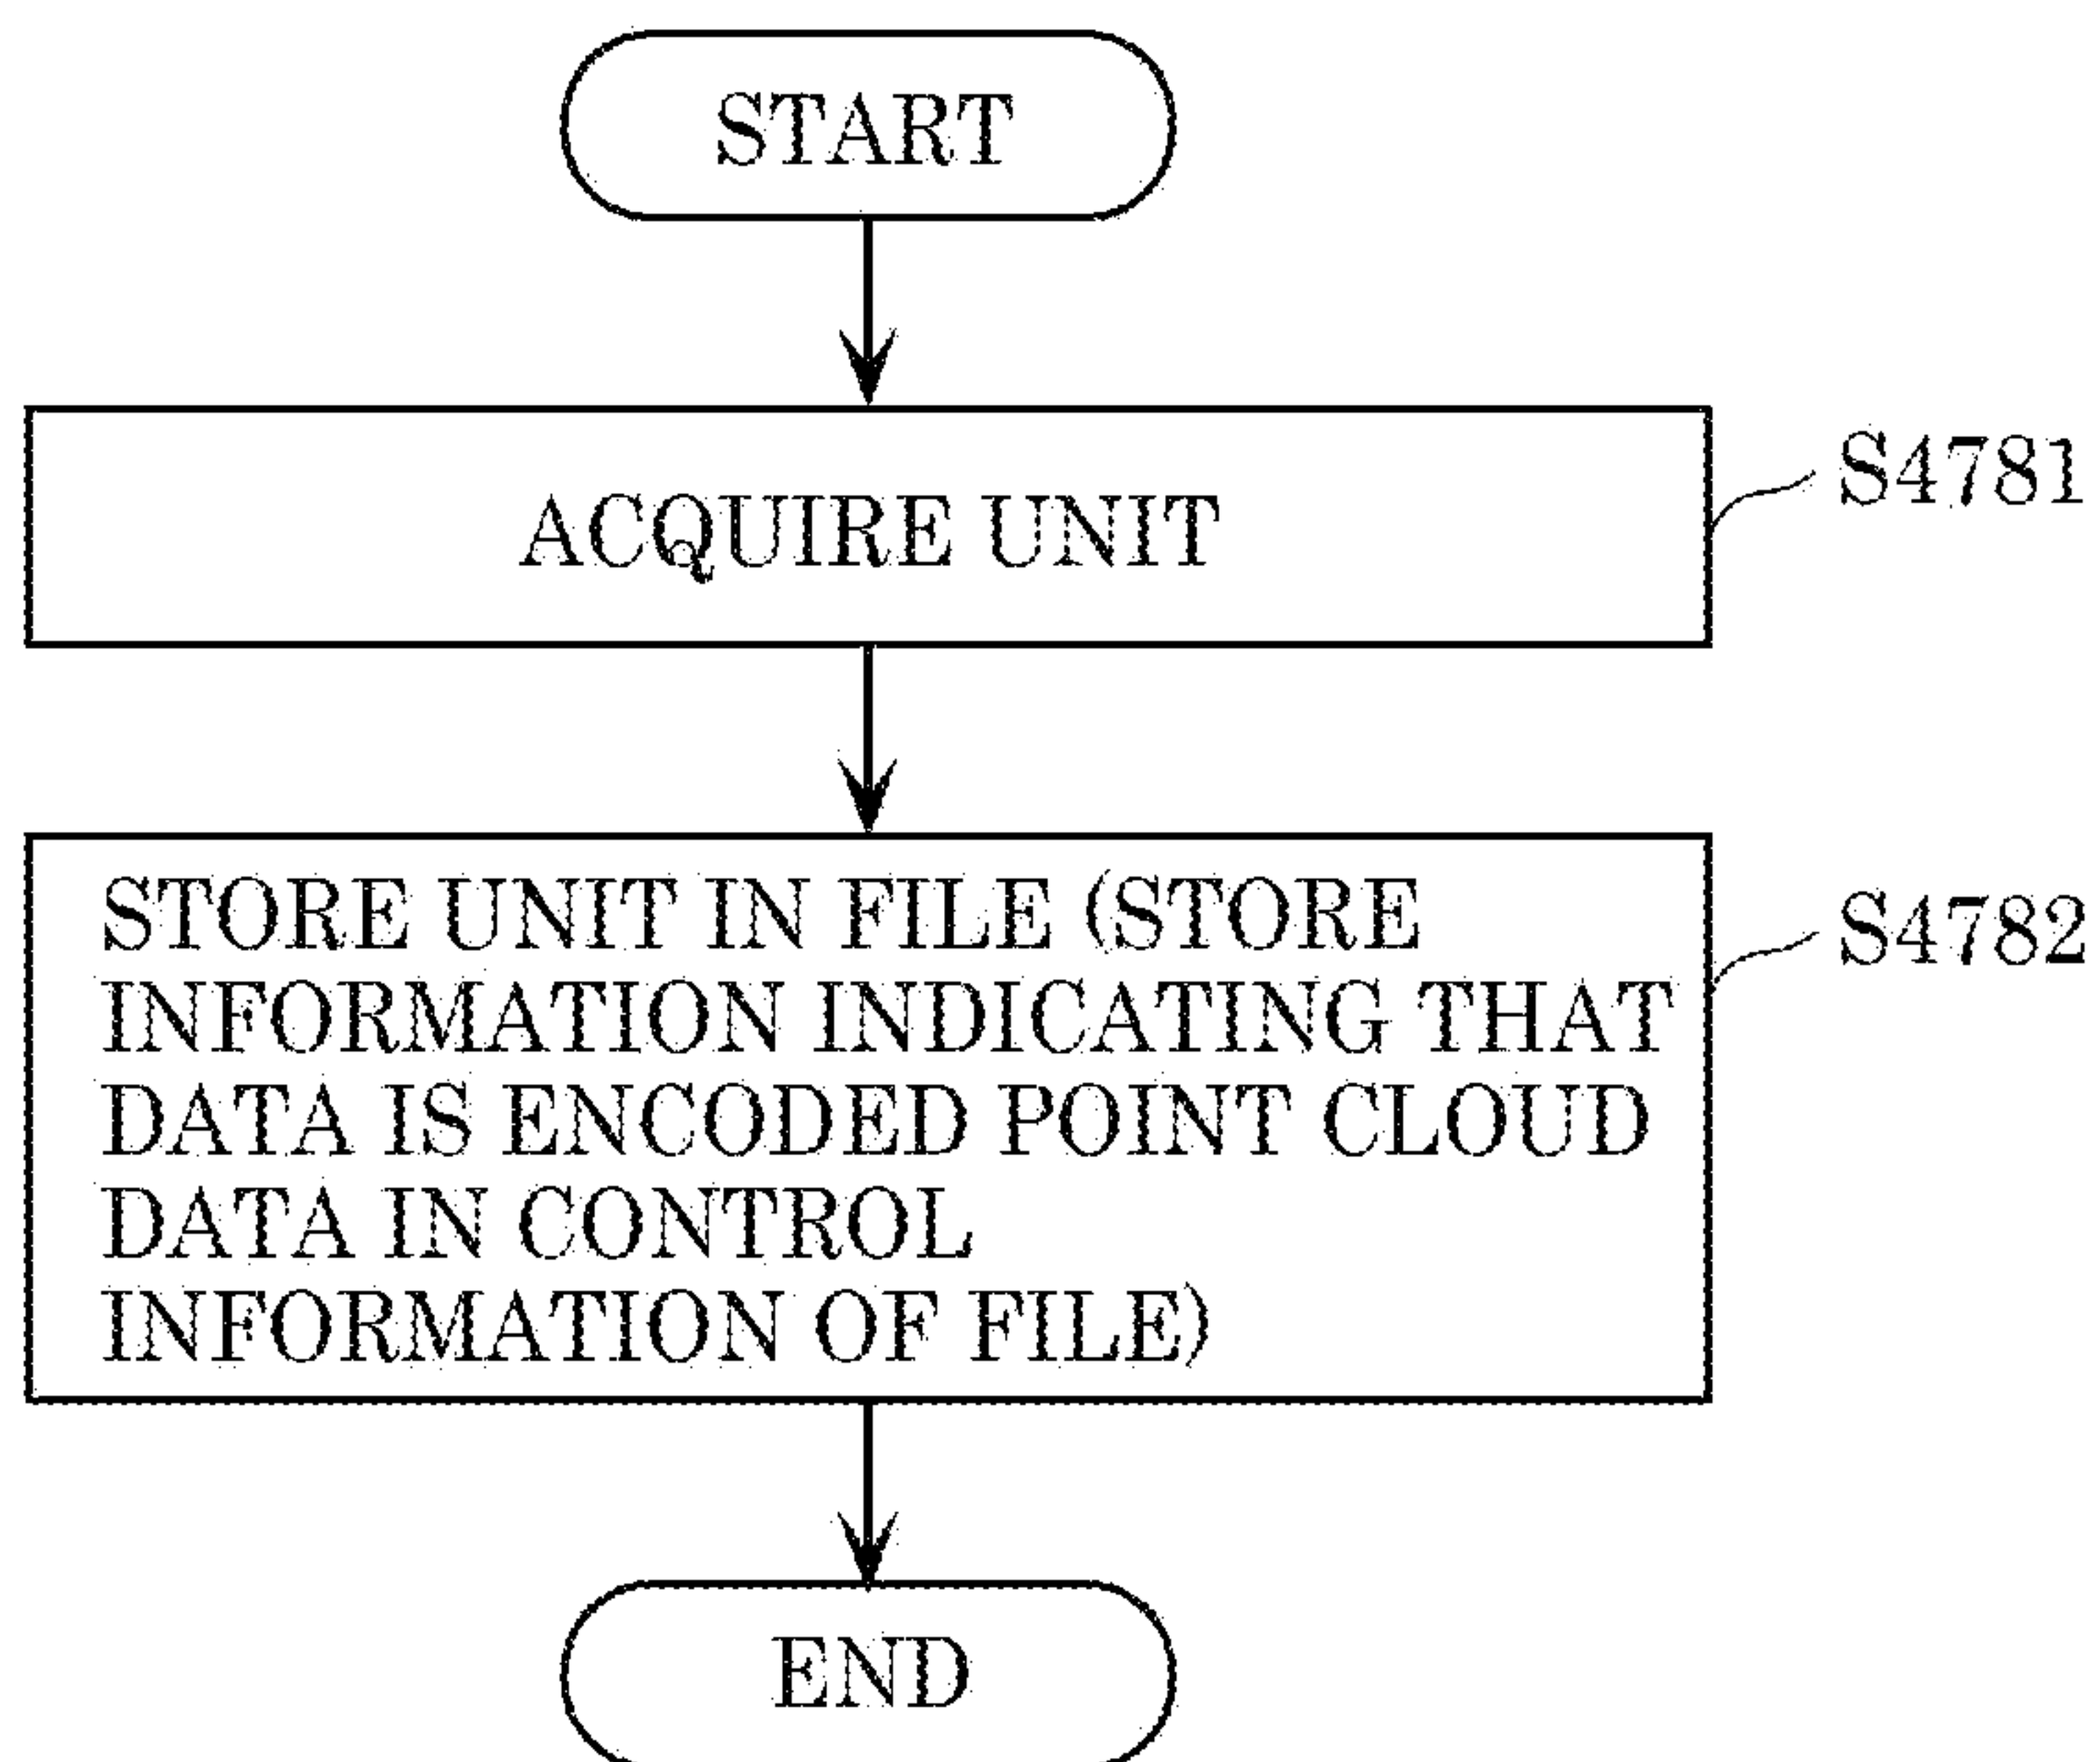 START
ACQUIRE UNIT
S4781
STORE UNIT IN FILE (STORE
INFORMATION INDICATING THAT
DATA IS ENCODED POINT CLOUD
DATA IN CONTROL
INFORMATION OF FILE)
S4782
END